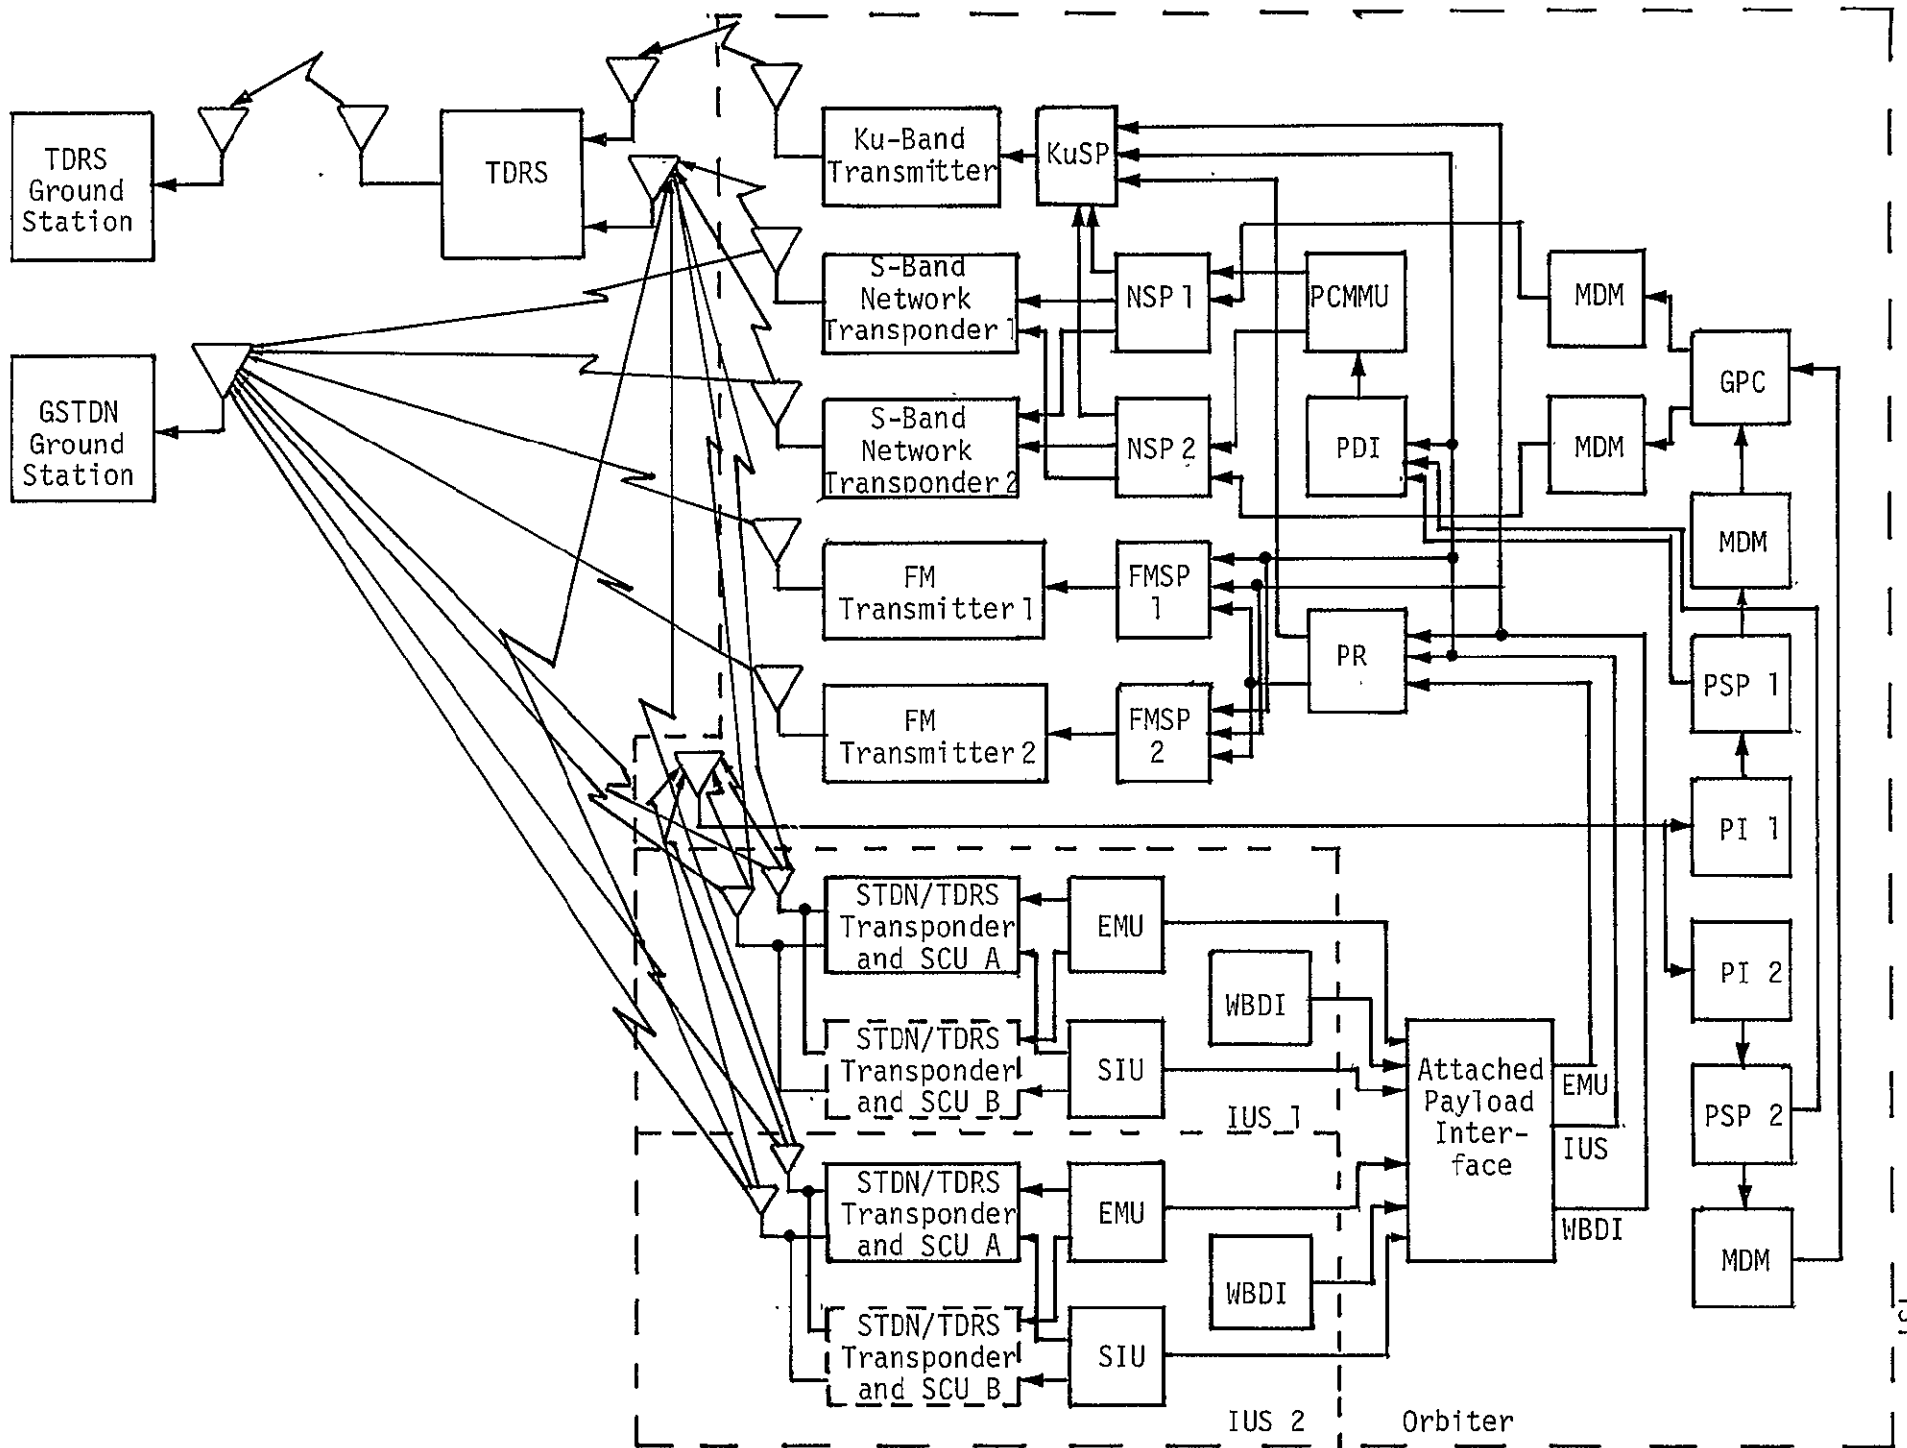 TDRS
Ground
Station
TDRS
Ku-Band
Transmitter
KuSP
S-Band
Network
Transponder 1
NSP 1
PCMMU
MDM
GPC
GSTDN
Ground
Station
S-Band
Network
Transponder 2
NSP 2
PDI
MDM
MDM
FM
Transmitter 1
FMSP
1
PR
PSP 1
FM
Transmitter 2
FMSP
2
PI 1
STDN/TDRS
Transponder
and SCU A
EMU
WBDI
PI 2
STDN/TDRS
Transponder
and SCU B
SIU
IUS 1
Attached
Payload
Inter-
face
EMU
IUS
WBDI
PSP 2
STDN/TDRS
Transponder
and SCU A
EMU
WBDI
MDM
STDN/TDRS
Transponder
and SCU B
SIU
IUS 2
Orbiter